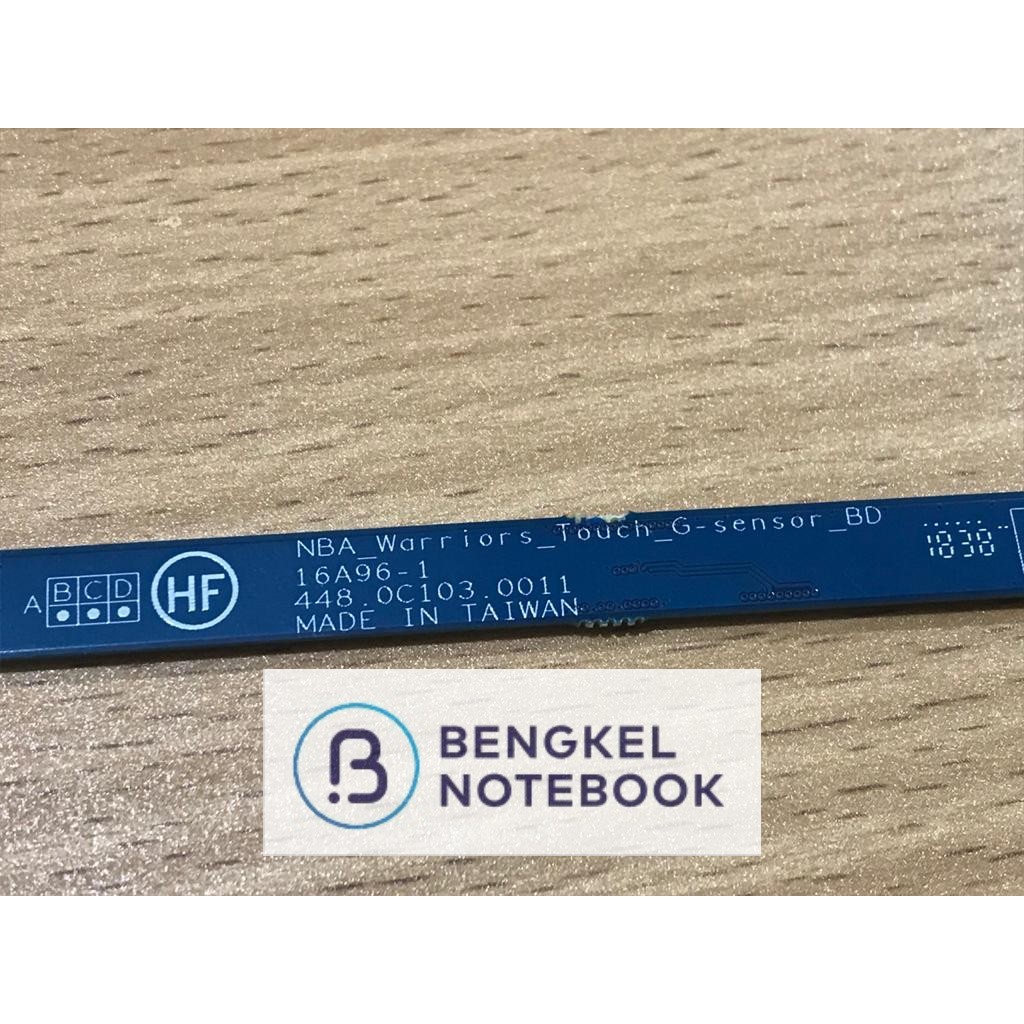 NBA_Warriors_Touch_G-sensor_BD
16A96-1
448.0C103.0011
MADE IN TAIWAN
A B C D
HF
1838
BENGKEL
NOTEBOOK